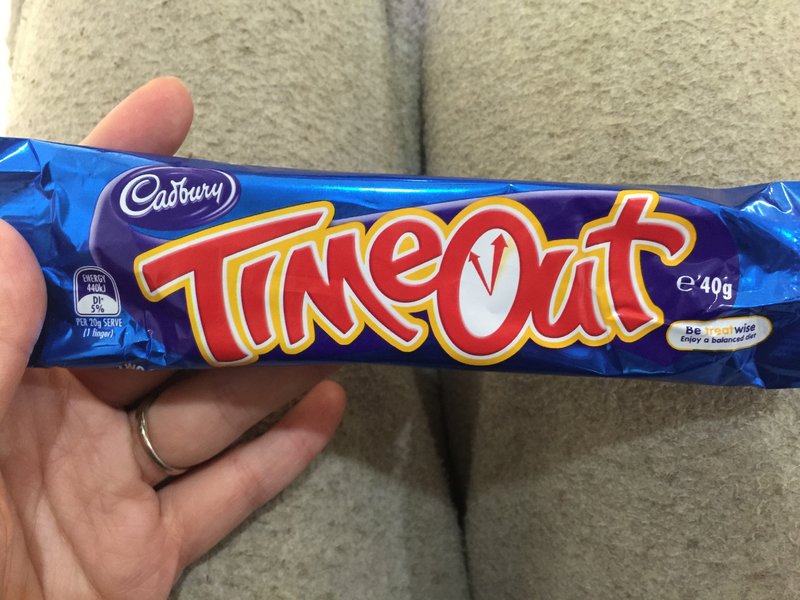 Cadbury
TimeOut
ENERGY
440kJ
DI*
5%
PER 20g SERVE
(1 finger)
e 40g
Be treatwise
Enjoy a balanced diet